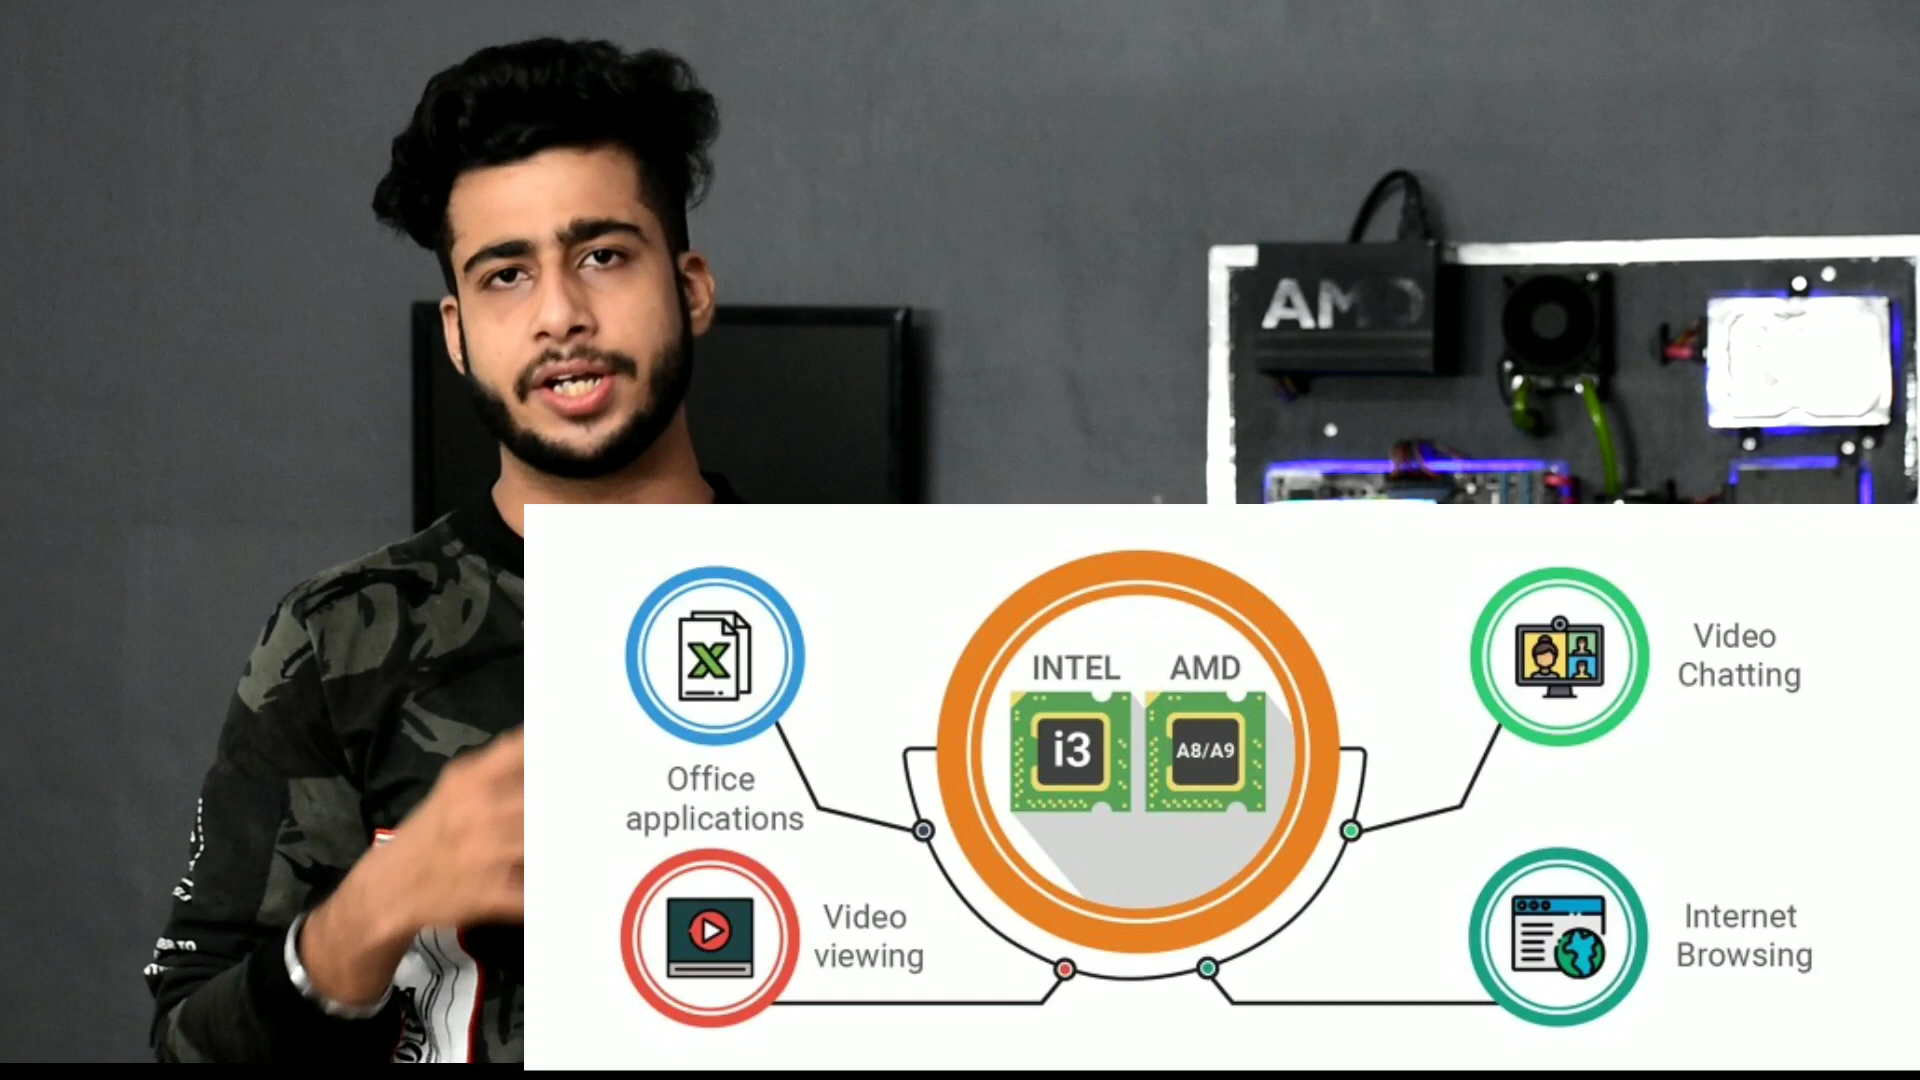 AMD
INTEL
AMD
i3
A8/A9
Office
applications
Video
viewing
Video
Chatting
Internet
Browsing